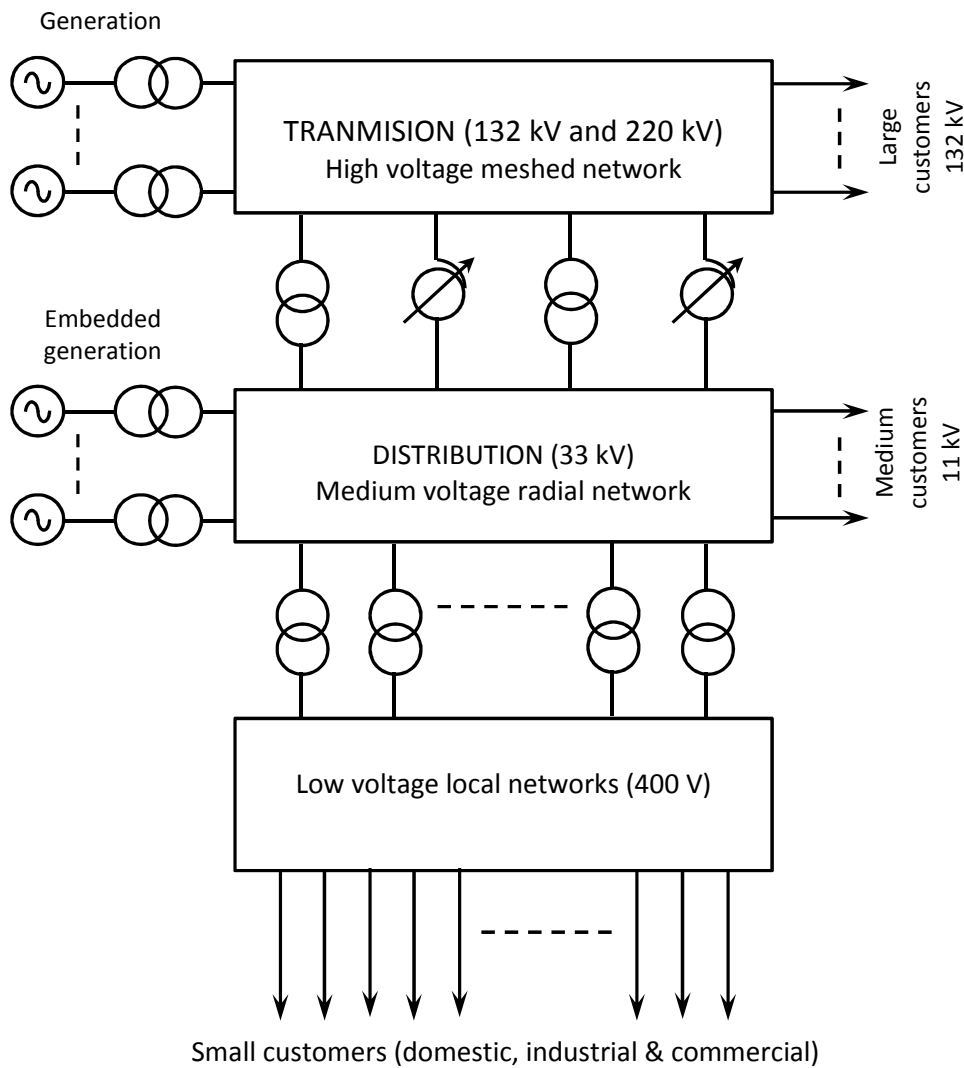 Generation
TRANMISION (132 kV and 220 kV)
High voltage meshed network
Large
customers
132 kV
Embedded
generation
DISTRIBUTION (33 kV)
Medium voltage radial network
Medium
customers
11 kV
Low voltage local networks (400 V)
Small customers (domestic, industrial & commercial)